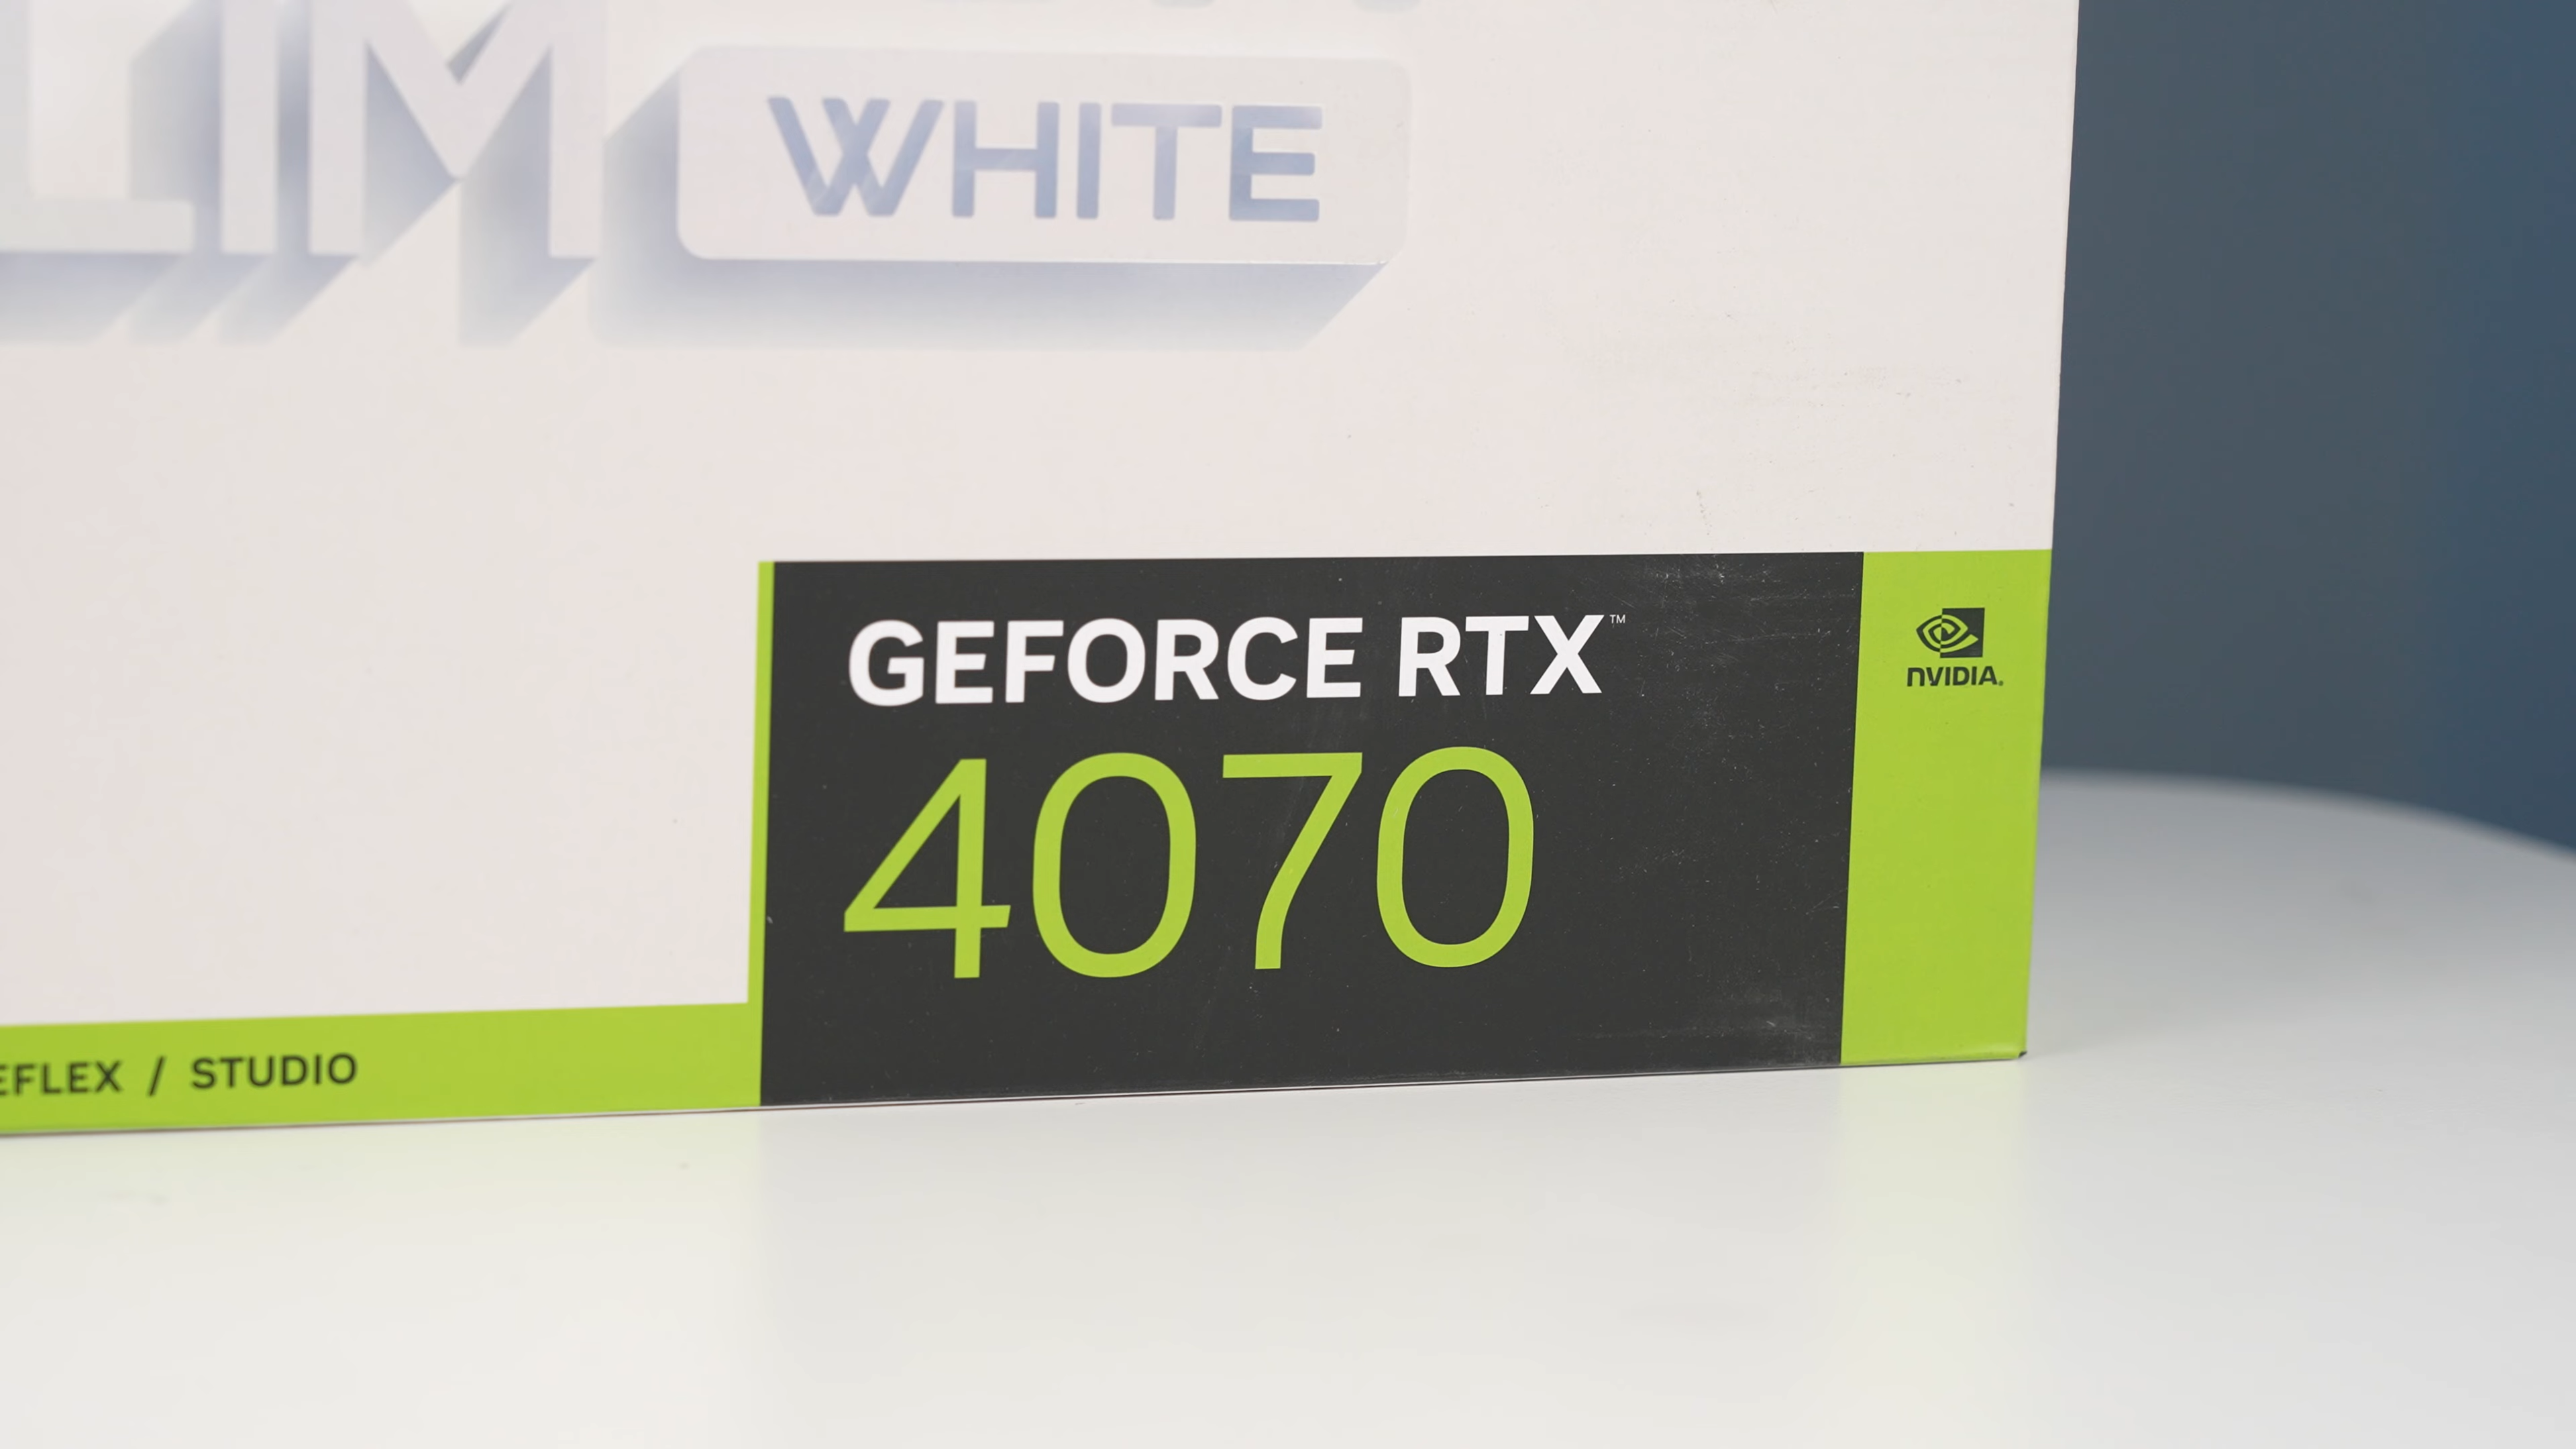 LIM
WHITE
GEFORCE RTX™
NVIDIA.
4070
EFLEX / STUDIO